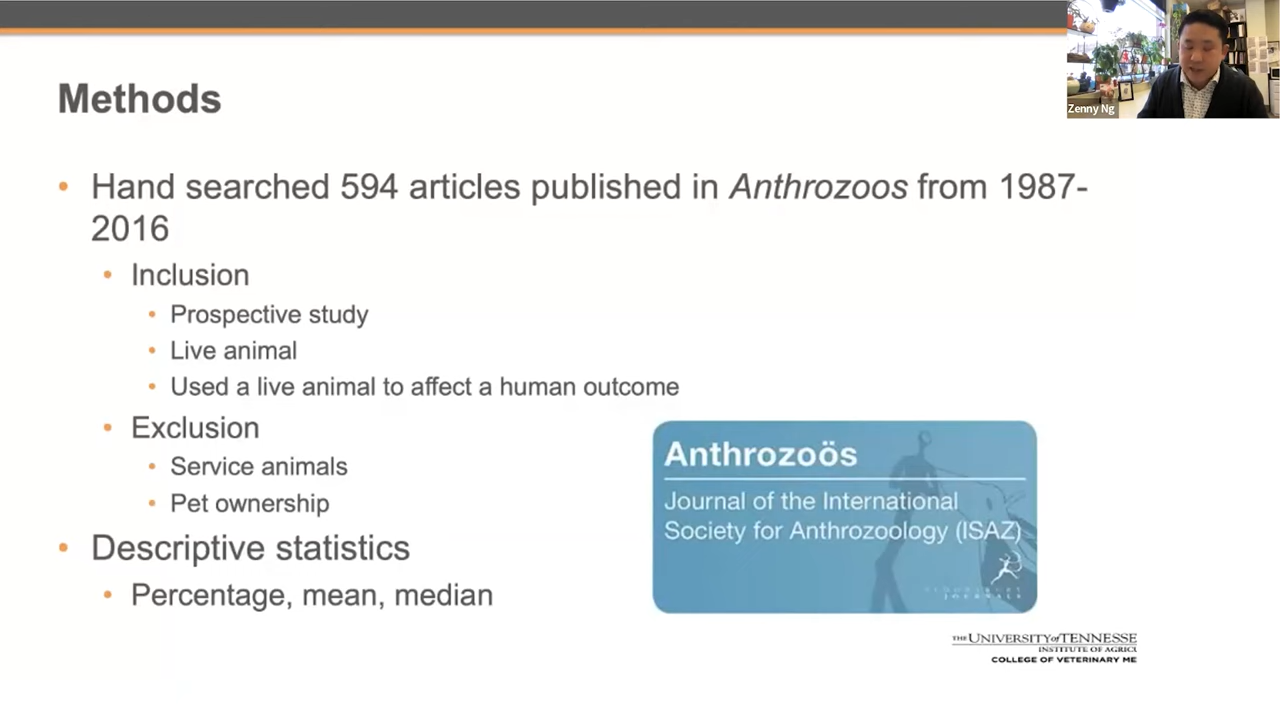 Zenny Ng
Methods
• Hand searched 594 articles published in Anthrozoos from 1987-
2016
• Inclusion
• Prospective study
• Live animal
• Used a live animal to affect a human outcome
• Exclusion
• Service animals
• Pet ownership
• Descriptive statistics
• Percentage, mean, median
Anthrozoös
Journal of the International
Society for Anthrozoology (ISAZ)
JOURNALS
THE UNIVERSITY of TENNESSE
INSTITUTE OF AGRICU
COLLEGE OF VETERINARY ME